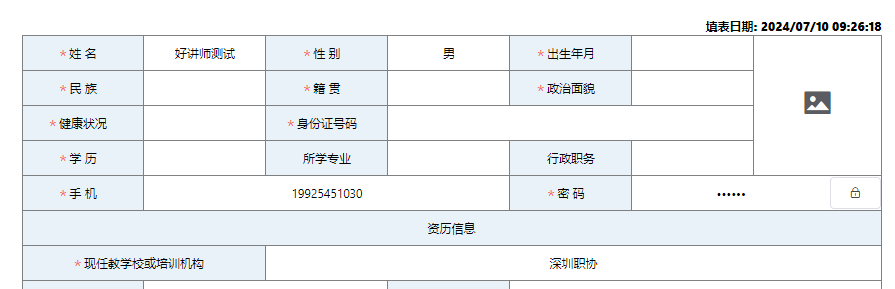 填表日期: 2024/07/10 09:26:18
* 姓 名 好讲师测试 * 性 别 男 * 出生年月
* 民 族 * 籍 贯 * 政治面貌
* 健康状况 * 身份证号码
* 学 历 所学专业 行政职务
* 手 机 19925451030 * 密 码 ••••••
资历信息
* 现任教学校或培训机构 深圳职协